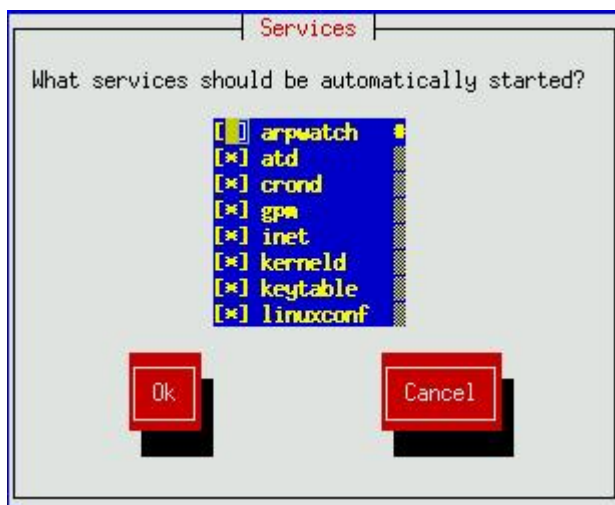 Services
What services should be automatically started?
[ ] arpwatch
[*] atd
[*] crond
[*] gpm
[*] inet
[*] kerneld
[*] keytable
[*] linuxconf
Ok Cancel